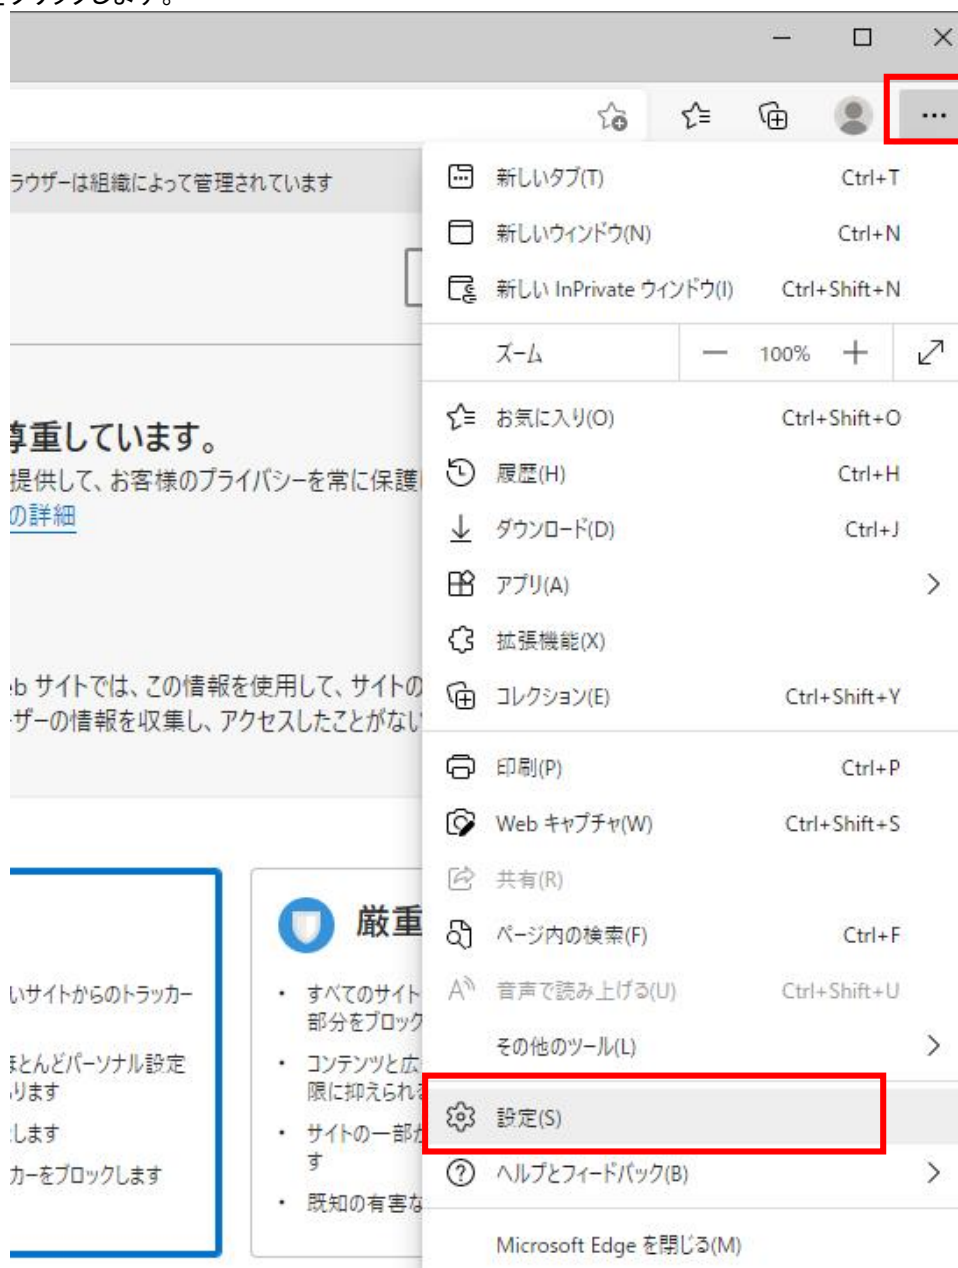 をクリックします。
ラウザーは組織によって管理されています
尊重しています。
提供して、お客様のプライバシーを常に保護
の詳細
eb サイトでは、この情報を使用して、サイトの
ーザーの情報を収集し、アクセスしたことがない
いサイトからのトラッカー
ほとんどパーソナル設定
ります
します
カーをブロックします
厳重
• すべてのサイト
部分をブロック
• コンテンツと広
限に抑えられ
• サイトの一部か
す
• 既知の有害な
新しいタブ(T) Ctrl+T
新しいウィンドウ(N) Ctrl+N
新しい InPrivate ウィンドウ(I) Ctrl+Shift+N
ズーム — 100% +
お気に入り(O) Ctrl+Shift+O
履歴(H) Ctrl+H
ダウンロード(D) Ctrl+J
アプリ(A)
拡張機能(X)
コレクション(E) Ctrl+Shift+Y
印刷(P) Ctrl+P
Web キャプチャ(W) Ctrl+Shift+S
共有(R)
ページ内の検索(F) Ctrl+F
音声で読み上げる(U) Ctrl+Shift+U
その他のツール(L)
設定(S)
ヘルプとフィードバック(B)
Microsoft Edge を閉じる(M)